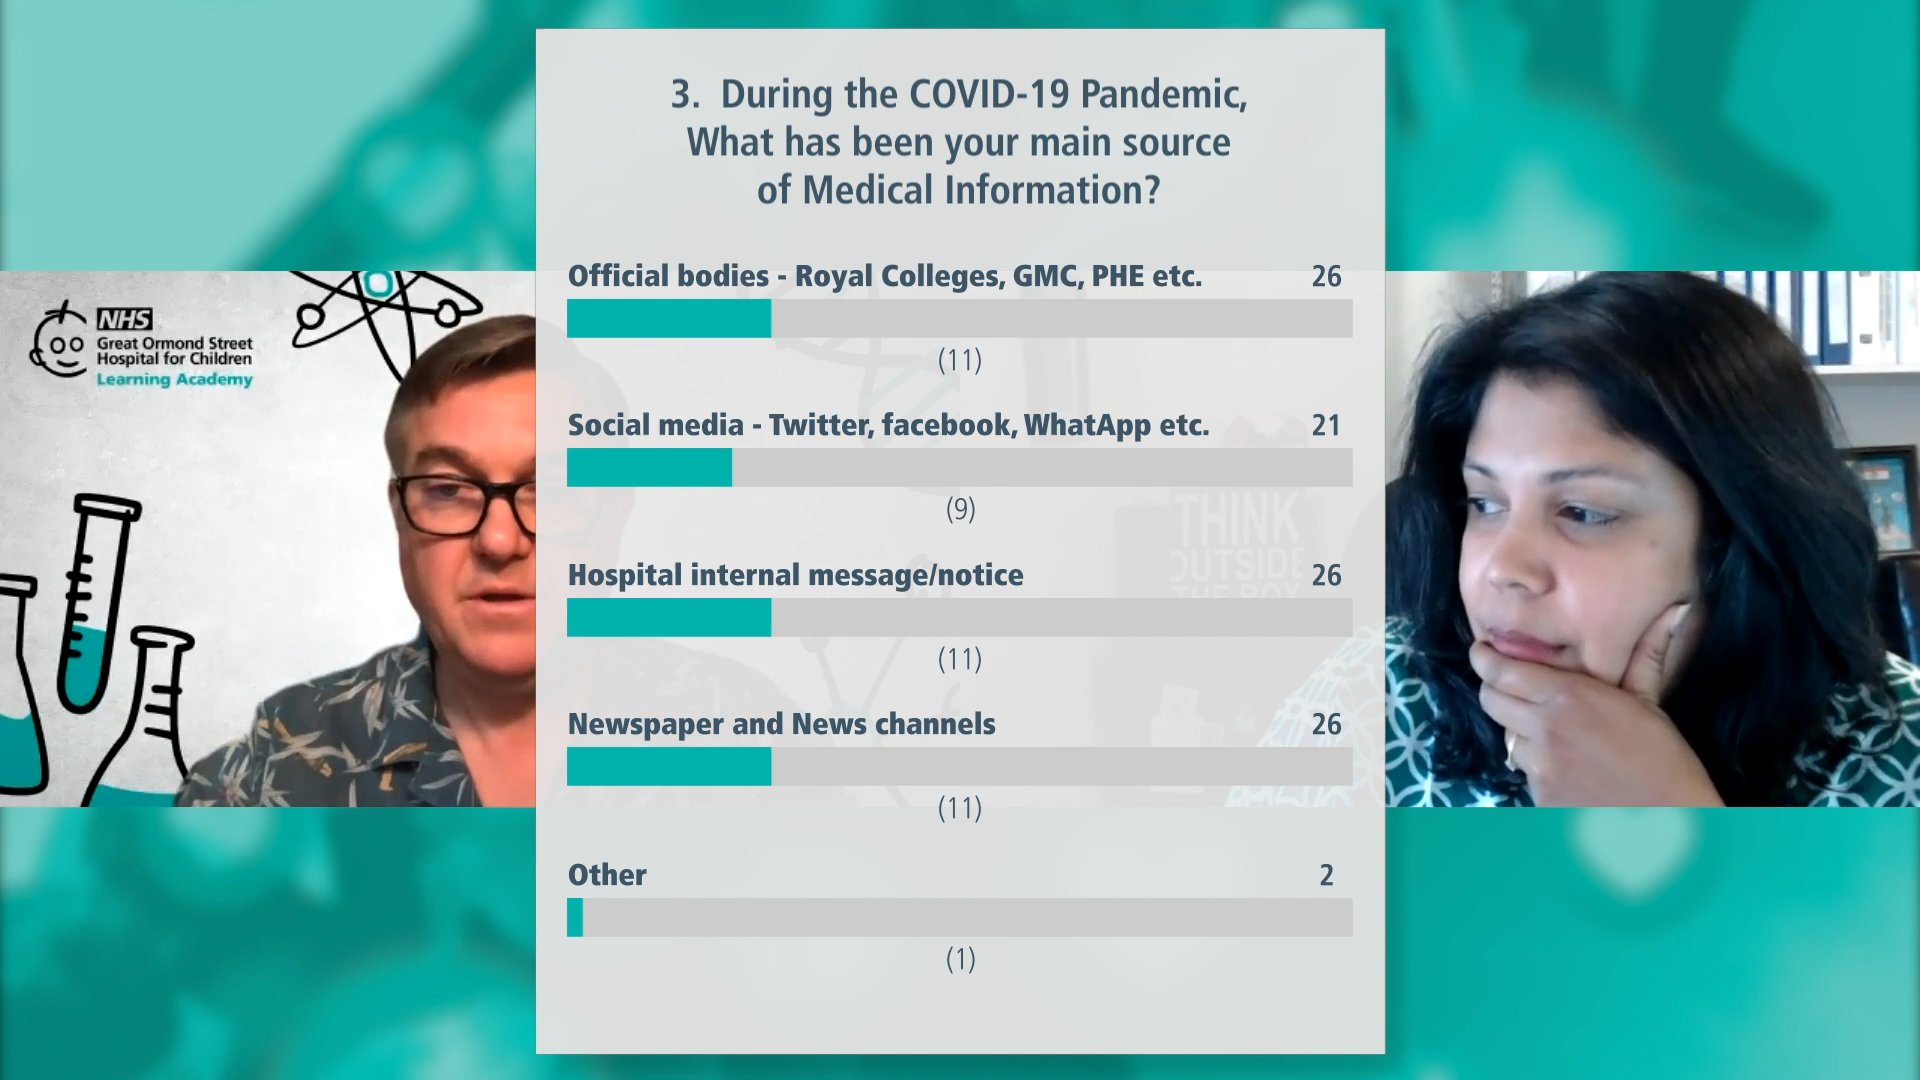 3. During the COVID-19 Pandemic,
What has been your main source
of Medical Information?
Official bodies - Royal Colleges, GMC, PHE etc. 26
(11)
Social media - Twitter, facebook, WhatApp etc. 21
(9)
Hospital internal message/notice 26
(11)
Newspaper and News channels 26
(11)
Other 2
(1)
NHS
Great Ormond Street
Hospital for Children
Learning Academy
THINK
OUTSIDE
THE BOX